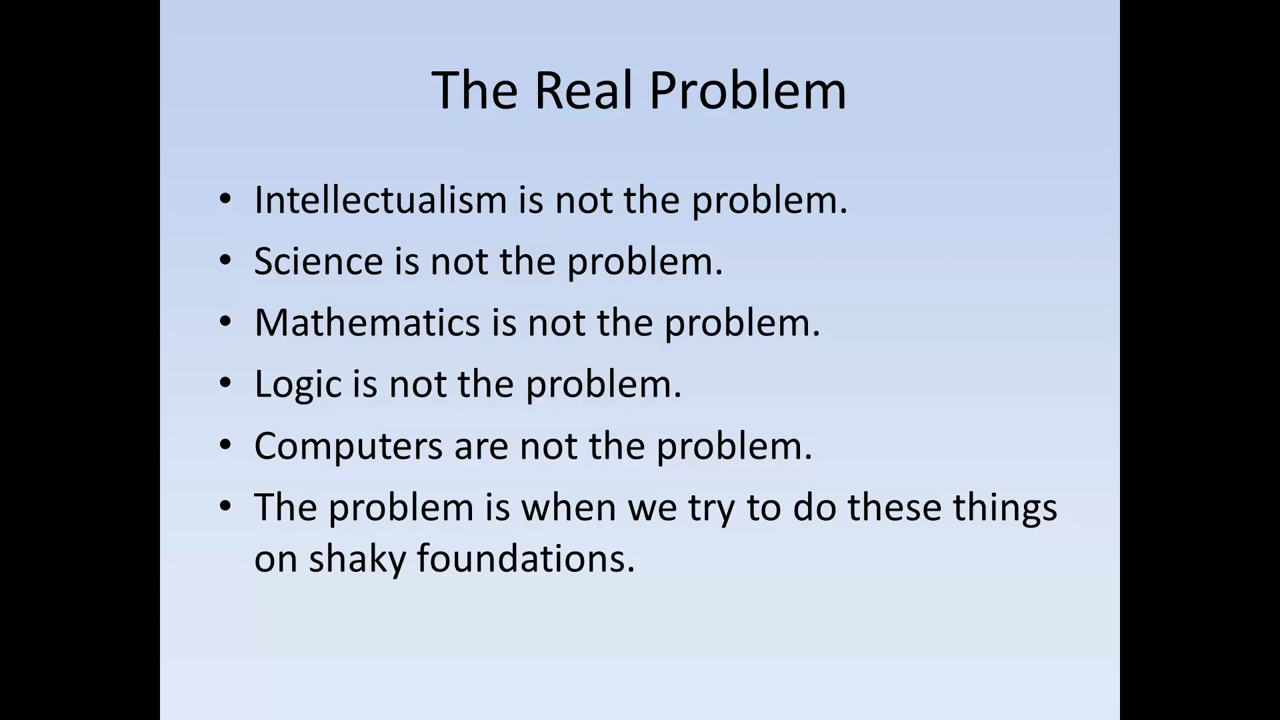 The Real Problem
• Intellectualism is not the problem.
• Science is not the problem.
• Mathematics is not the problem.
• Logic is not the problem.
• Computers are not the problem.
• The problem is when we try to do these things
on shaky foundations.